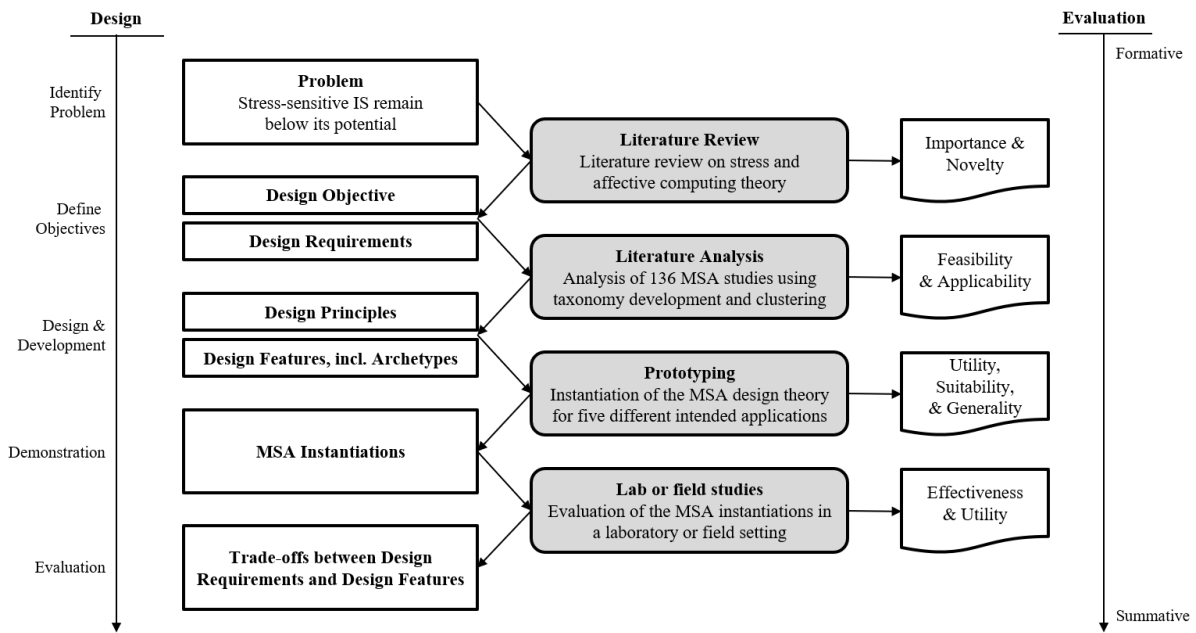 Design
Evaluation
Formative
Identify
Problem
Problem
Stress-sensitive IS remain
below its potential
Literature Review
Literature review on stress and
affective computing theory
Importance &
Novelty
Define
Objectives
Design Objective
Design Requirements
Literature Analysis
Analysis of 136 MSA studies using
taxonomy development and clustering
Feasibility
& Applicability
Design &
Development
Design Principles
Design Features, incl. Archetypes
Prototyping
Instantiation of the MSA design theory
for five different intended applications
Utility,
Suitability,
& Generality
Demonstration
MSA Instantiations
Lab or field studies
Evaluation of the MSA instantiations in
a laboratory or field setting
Effectiveness
& Utility
Evaluation
Trade-offs between Design
Requirements and Design Features
Summative